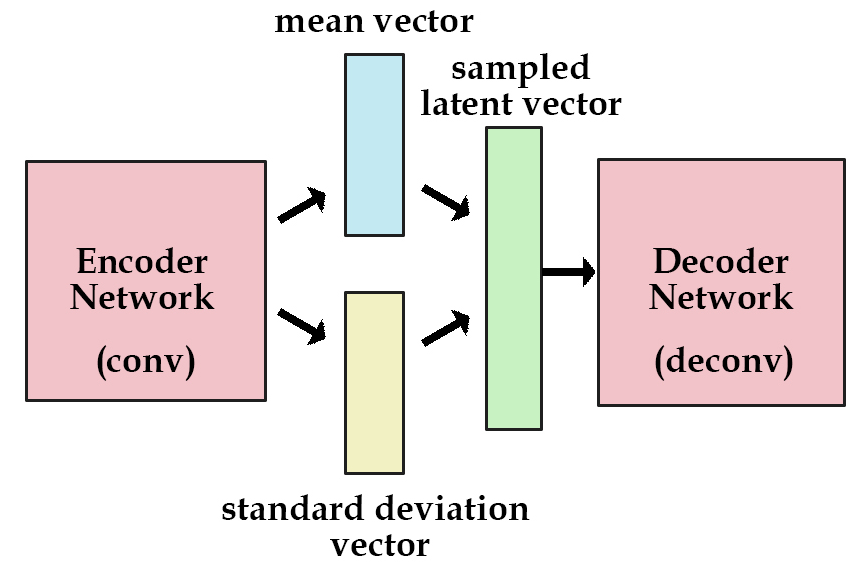 mean vector
sampled
latent vector
Encoder
Network
(conv)
Decoder
Network
(deconv)
standard deviation
vector